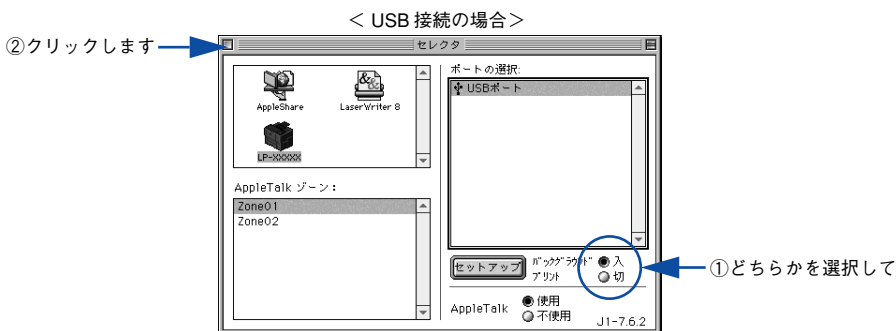 ＜ USB 接続の場合＞
②クリックします
セレクタ
ポートの選択:
USBポート
AppleShare
LaserWriter 8
LP-XXXXX
AppleTalk ゾーン：
Zone01
Zone02
セットアップ
ﾊﾞｯｸｸﾞﾗｳﾝﾄﾞ
ﾌﾟﾘﾝﾄ
入
切
①どちらかを選択して
AppleTalk
使用
不使用
J1-7.6.2